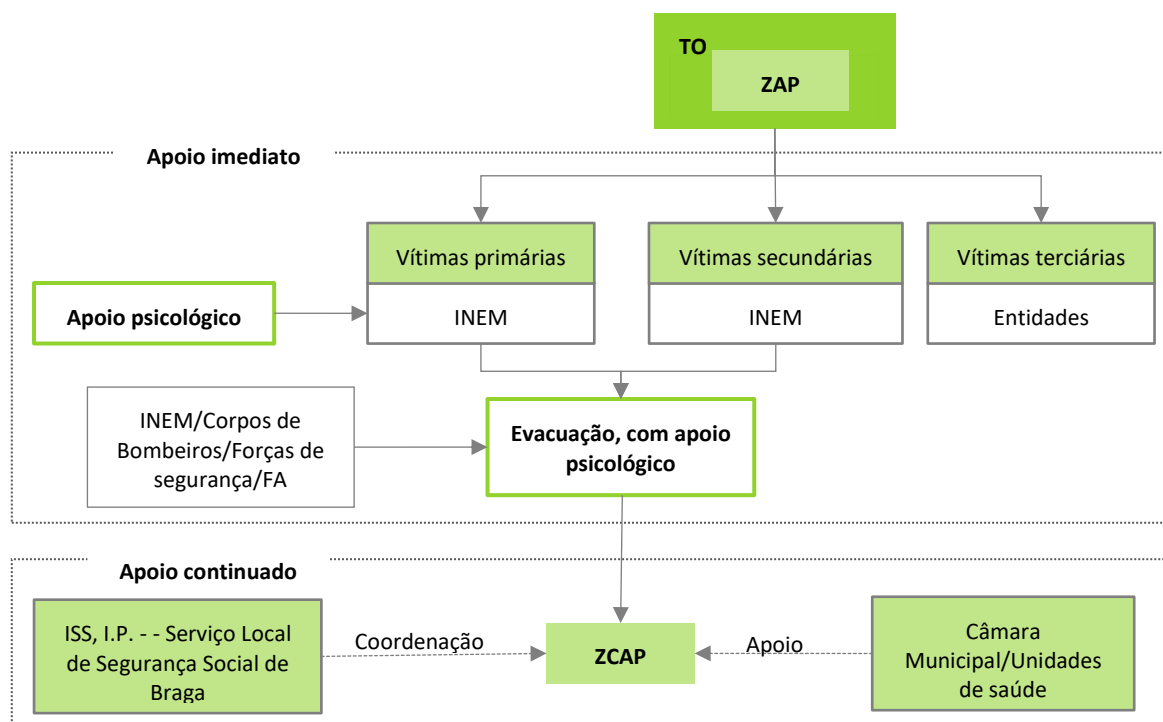 TO
ZAP
Apoio imediato
Vítimas primárias
Vítimas secundárias
Vítimas terciárias
Apoio psicológico
INEM
INEM
Entidades
INEM/Corpos de
Bombeiros/Forças de
segurança/FA
Evacuação, com apoio
psicológico
Apoio continuado
ISS, I.P. - - Serviço Local
de Segurança Social de
Braga
Coordenação
ZCAP
Apoio
Câmara
Municipal/Unidades
de saúde